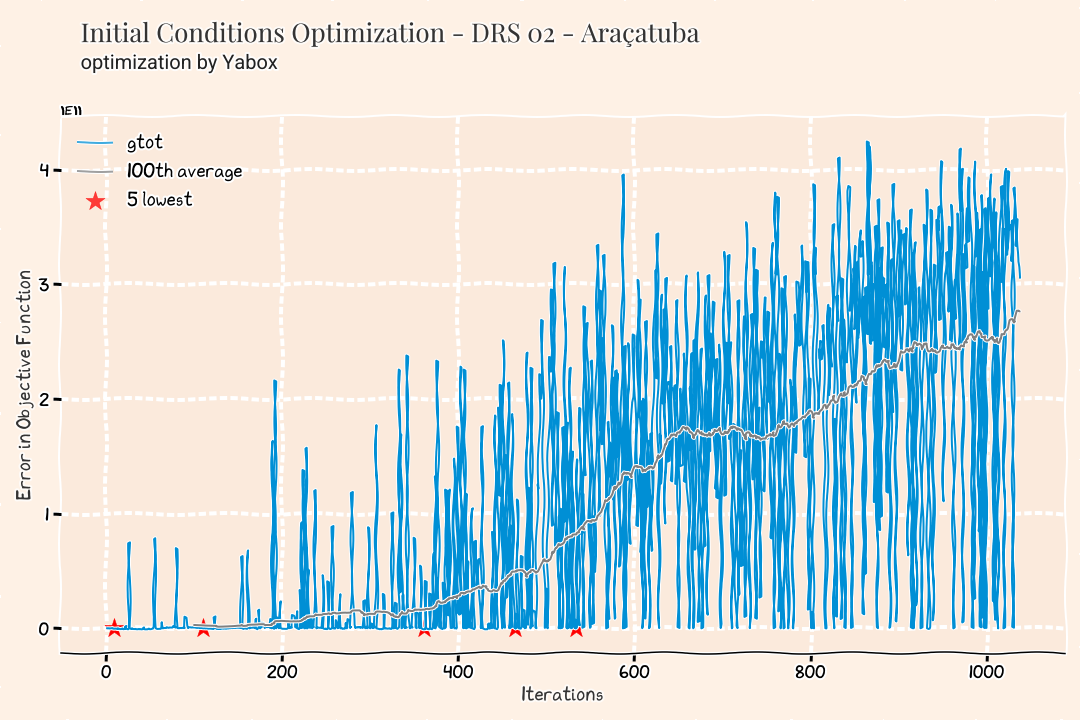 Initial Conditions Optimization - DRS 02 - Araçatuba
optimization by Yabox
1E11
gtot
100th average
5 lowest
4
3
2
1
0
Error in Objective Function
0 200 400 600 800 1000
Iterations